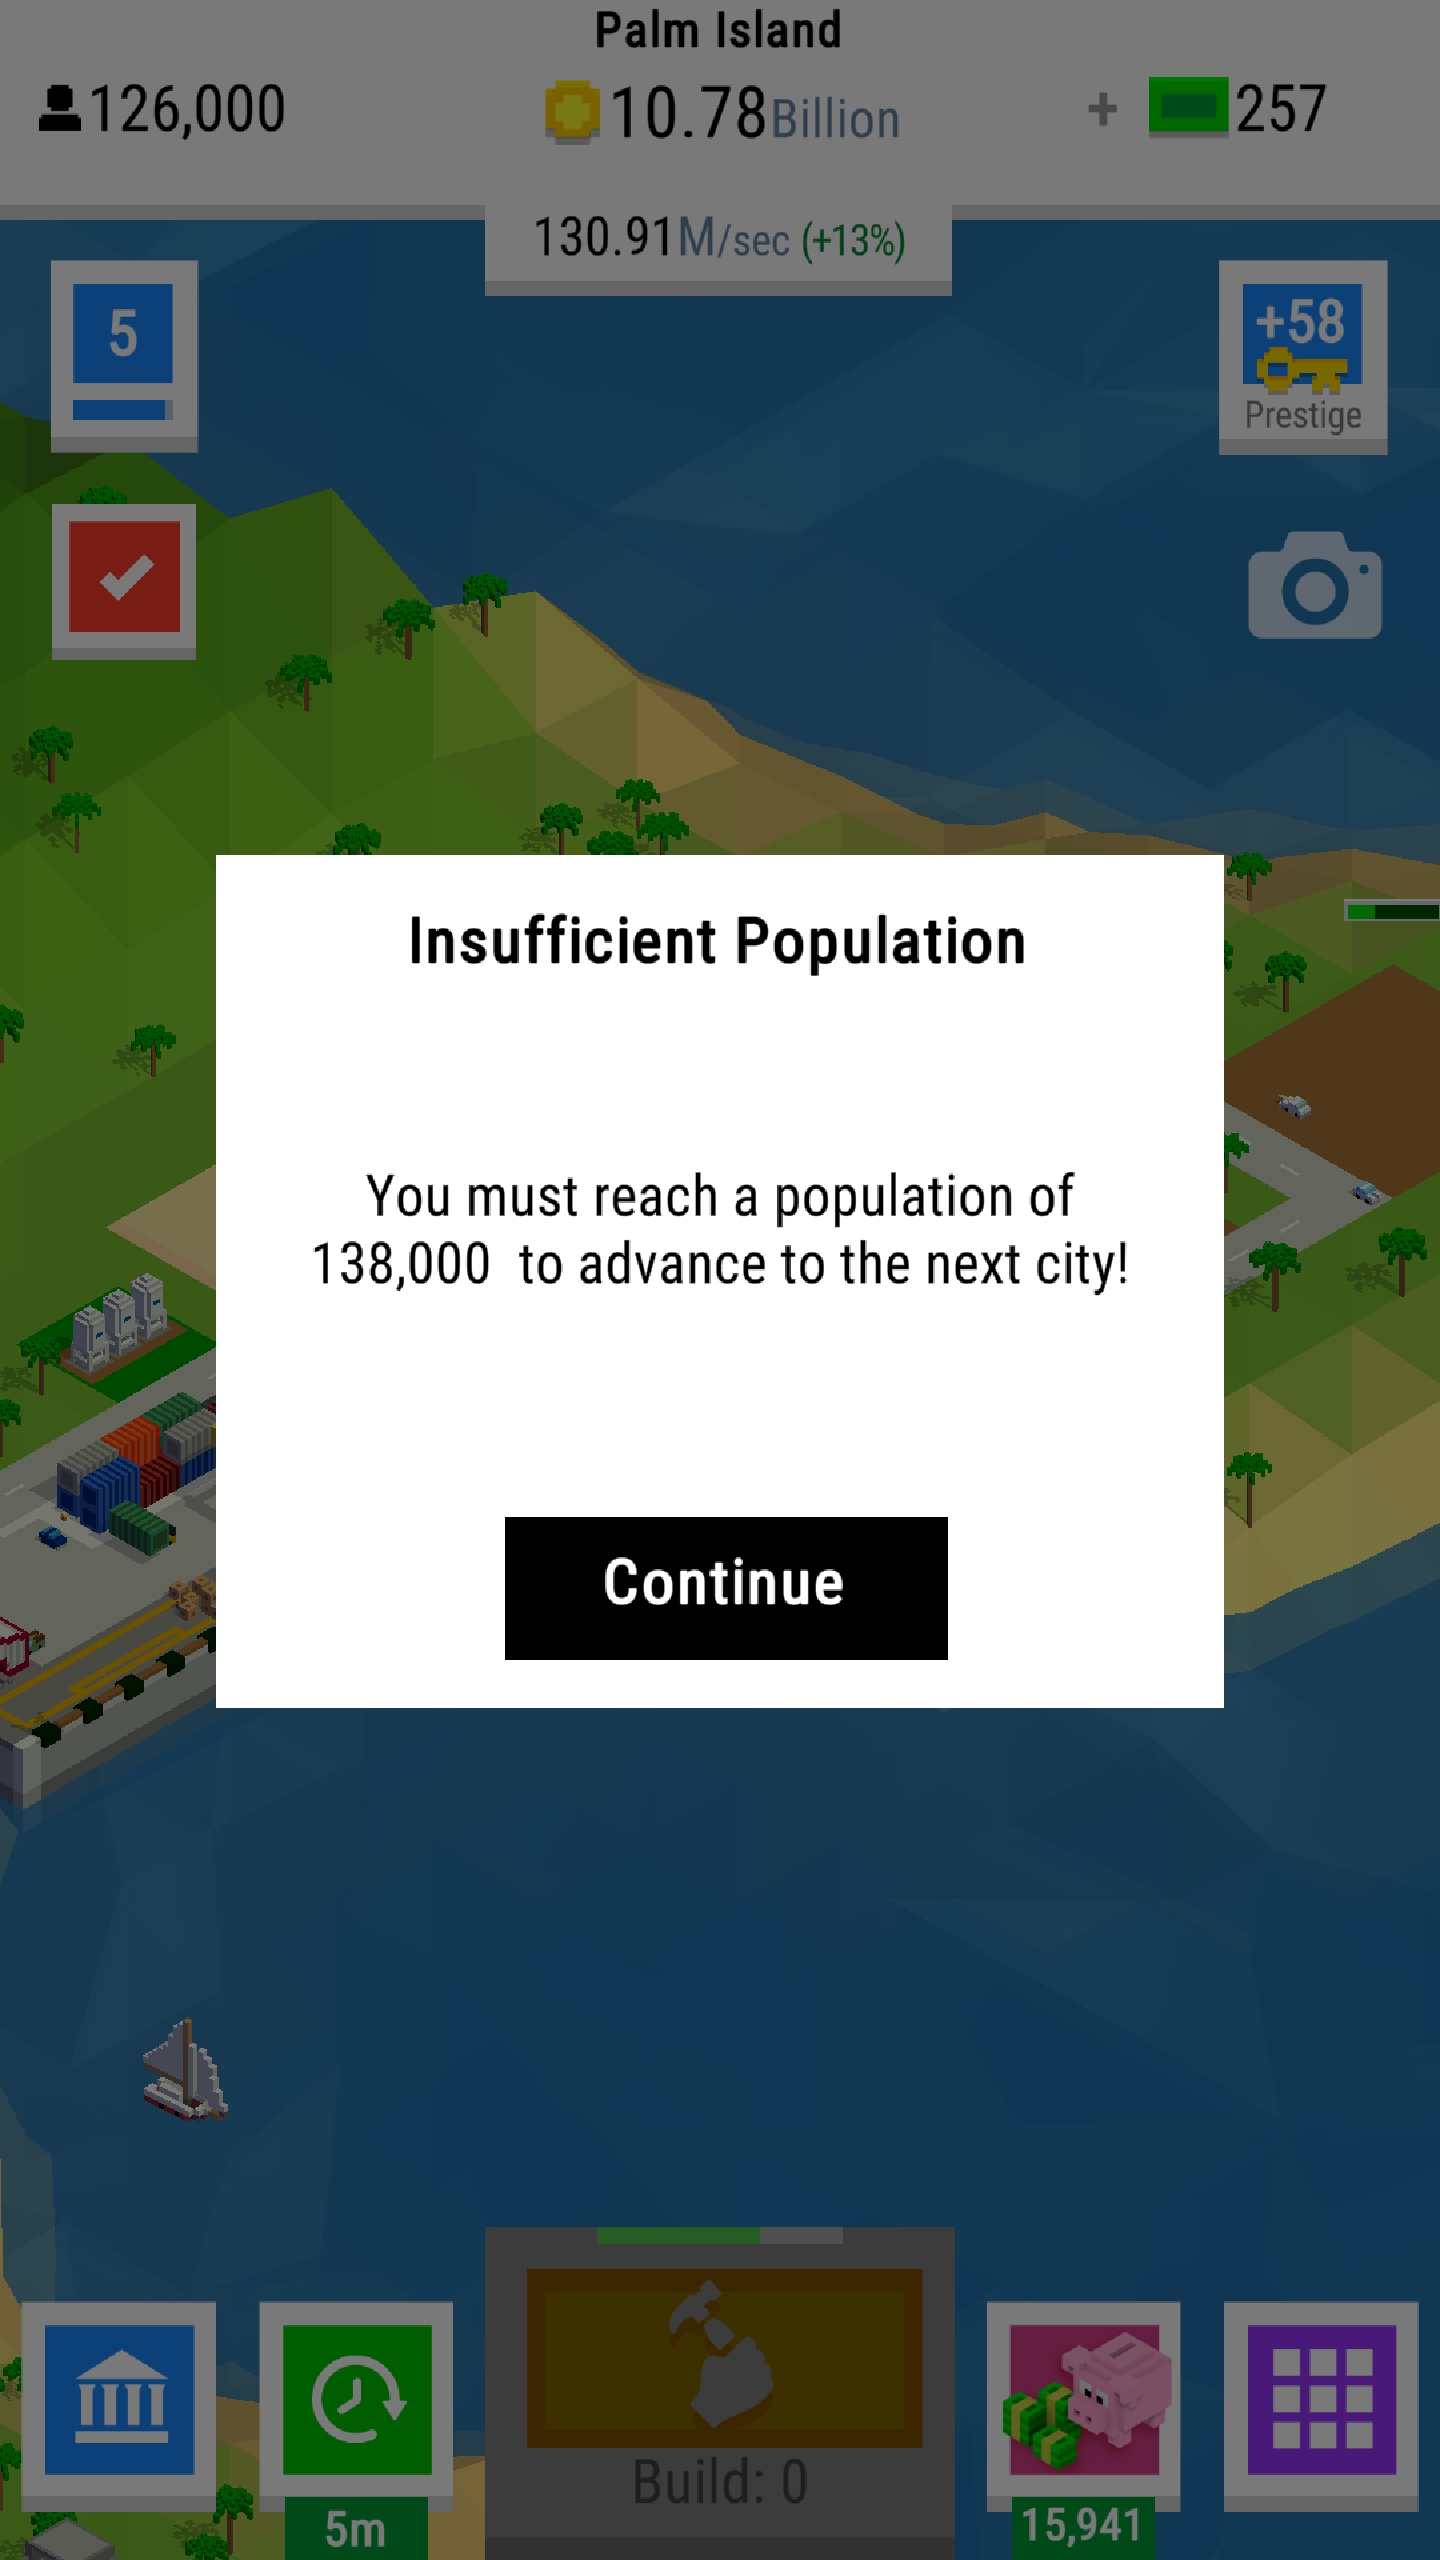 Palm Island
126,000
10.78Billion
+ 257
130.91M/sec (+13%)
5
+58
Prestige
Insufficient Population
You must reach a population of
138,000 to advance to the next city!
Continue
Build: 0
5m
15,941